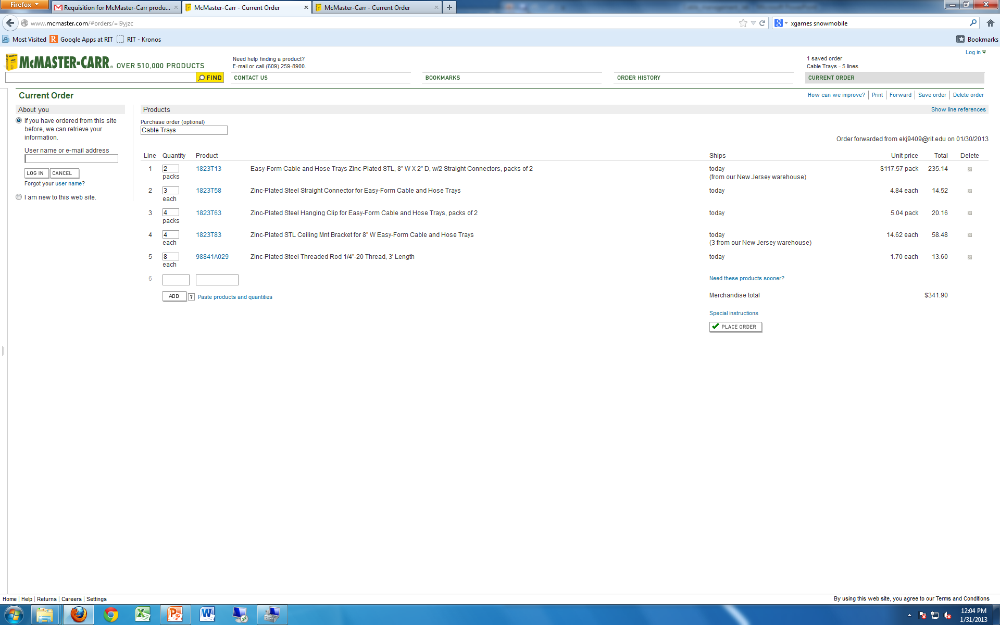 Firefox
Requisition for McMaster-Carr produ...
McMaster-Carr - Current Order
McMaster-Carr - Current Order
www.mcmaster.com/#orders/=l9yjzc
xgames snowmobile
Most Visited
Google Apps at RIT
RIT - Kronos
Bookmarks
McMASTER-CARR® OVER 510,000 PRODUCTS
FIND
Need help finding a product?
E-mail or call (609) 259-8900.
CONTACT US
BOOKMARKS
ORDER HISTORY
Log in
1 saved order
Cable Trays - 5 lines
CURRENT ORDER
Current Order
How can we improve? | Print | Forward | Save order | Delete order
About you
If you have ordered from this site
before, we can retrieve your
information.
User name or e-mail address
LOG IN
CANCEL
Forgot your user name?
I am new to this web site.
Products
Show line references
Purchase order (optional)
Cable Trays
Order forwarded from ekj9409@rit.edu on 01/30/2013
Line Quantity Product Ships Unit price Total Delete
1 2 1823T13 Easy-Form Cable and Hose Trays Zinc-Plated STL, 8" W X 2" D, w/2 Straight Connectors, packs of 2 today $117.57 pack 235.14
packs (from our New Jersey warehouse)
2 3 1823T58 Zinc-Plated Steel Straight Connector for Easy-Form Cable and Hose Trays today 4.84 each 14.52
each
3 4 1823T63 Zinc-Plated Steel Hanging Clip for Easy-Form Cable and Hose Trays, packs of 2 today 5.04 pack 20.16
packs
4 4 1823T83 Zinc-Plated STL Ceiling Mnt Bracket for 8" W Easy-Form Cable and Hose Trays today 14.62 each 58.48
each (3 from our New Jersey warehouse)
5 8 98841A029 Zinc-Plated Steel Threaded Rod 1/4"-20 Thread, 3' Length today 1.70 each 13.60
each
6
Need these products sooner?
ADD ? Paste products and quantities
Merchandise total $341.90
Special instructions
PLACE ORDER
Home | Help | Returns | Careers | Settings
By using this web site, you agree to our Terms and Conditions
12:04 PM
1/31/2013